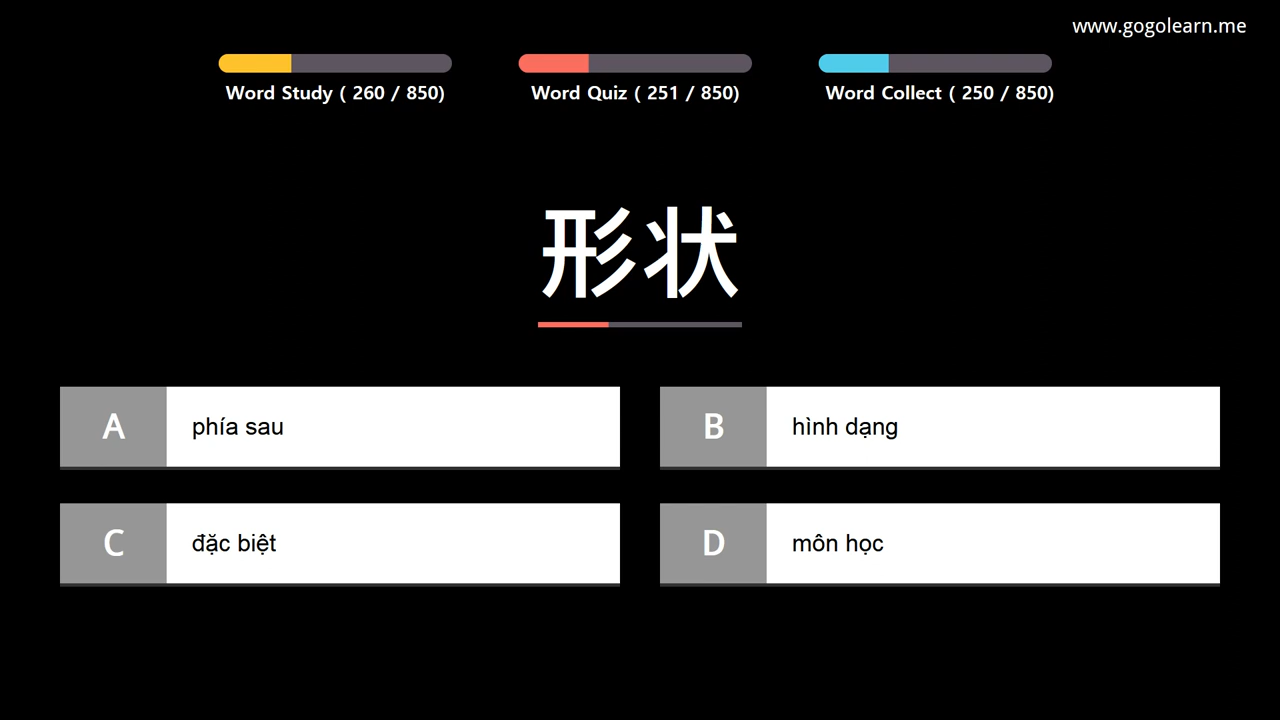 www.gogolearn.me
Word Study ( 260 / 850)
Word Quiz ( 251 / 850)
Word Collect ( 250 / 850)
形状
A phía sau
B hình dạng
C đặc biệt
D môn học